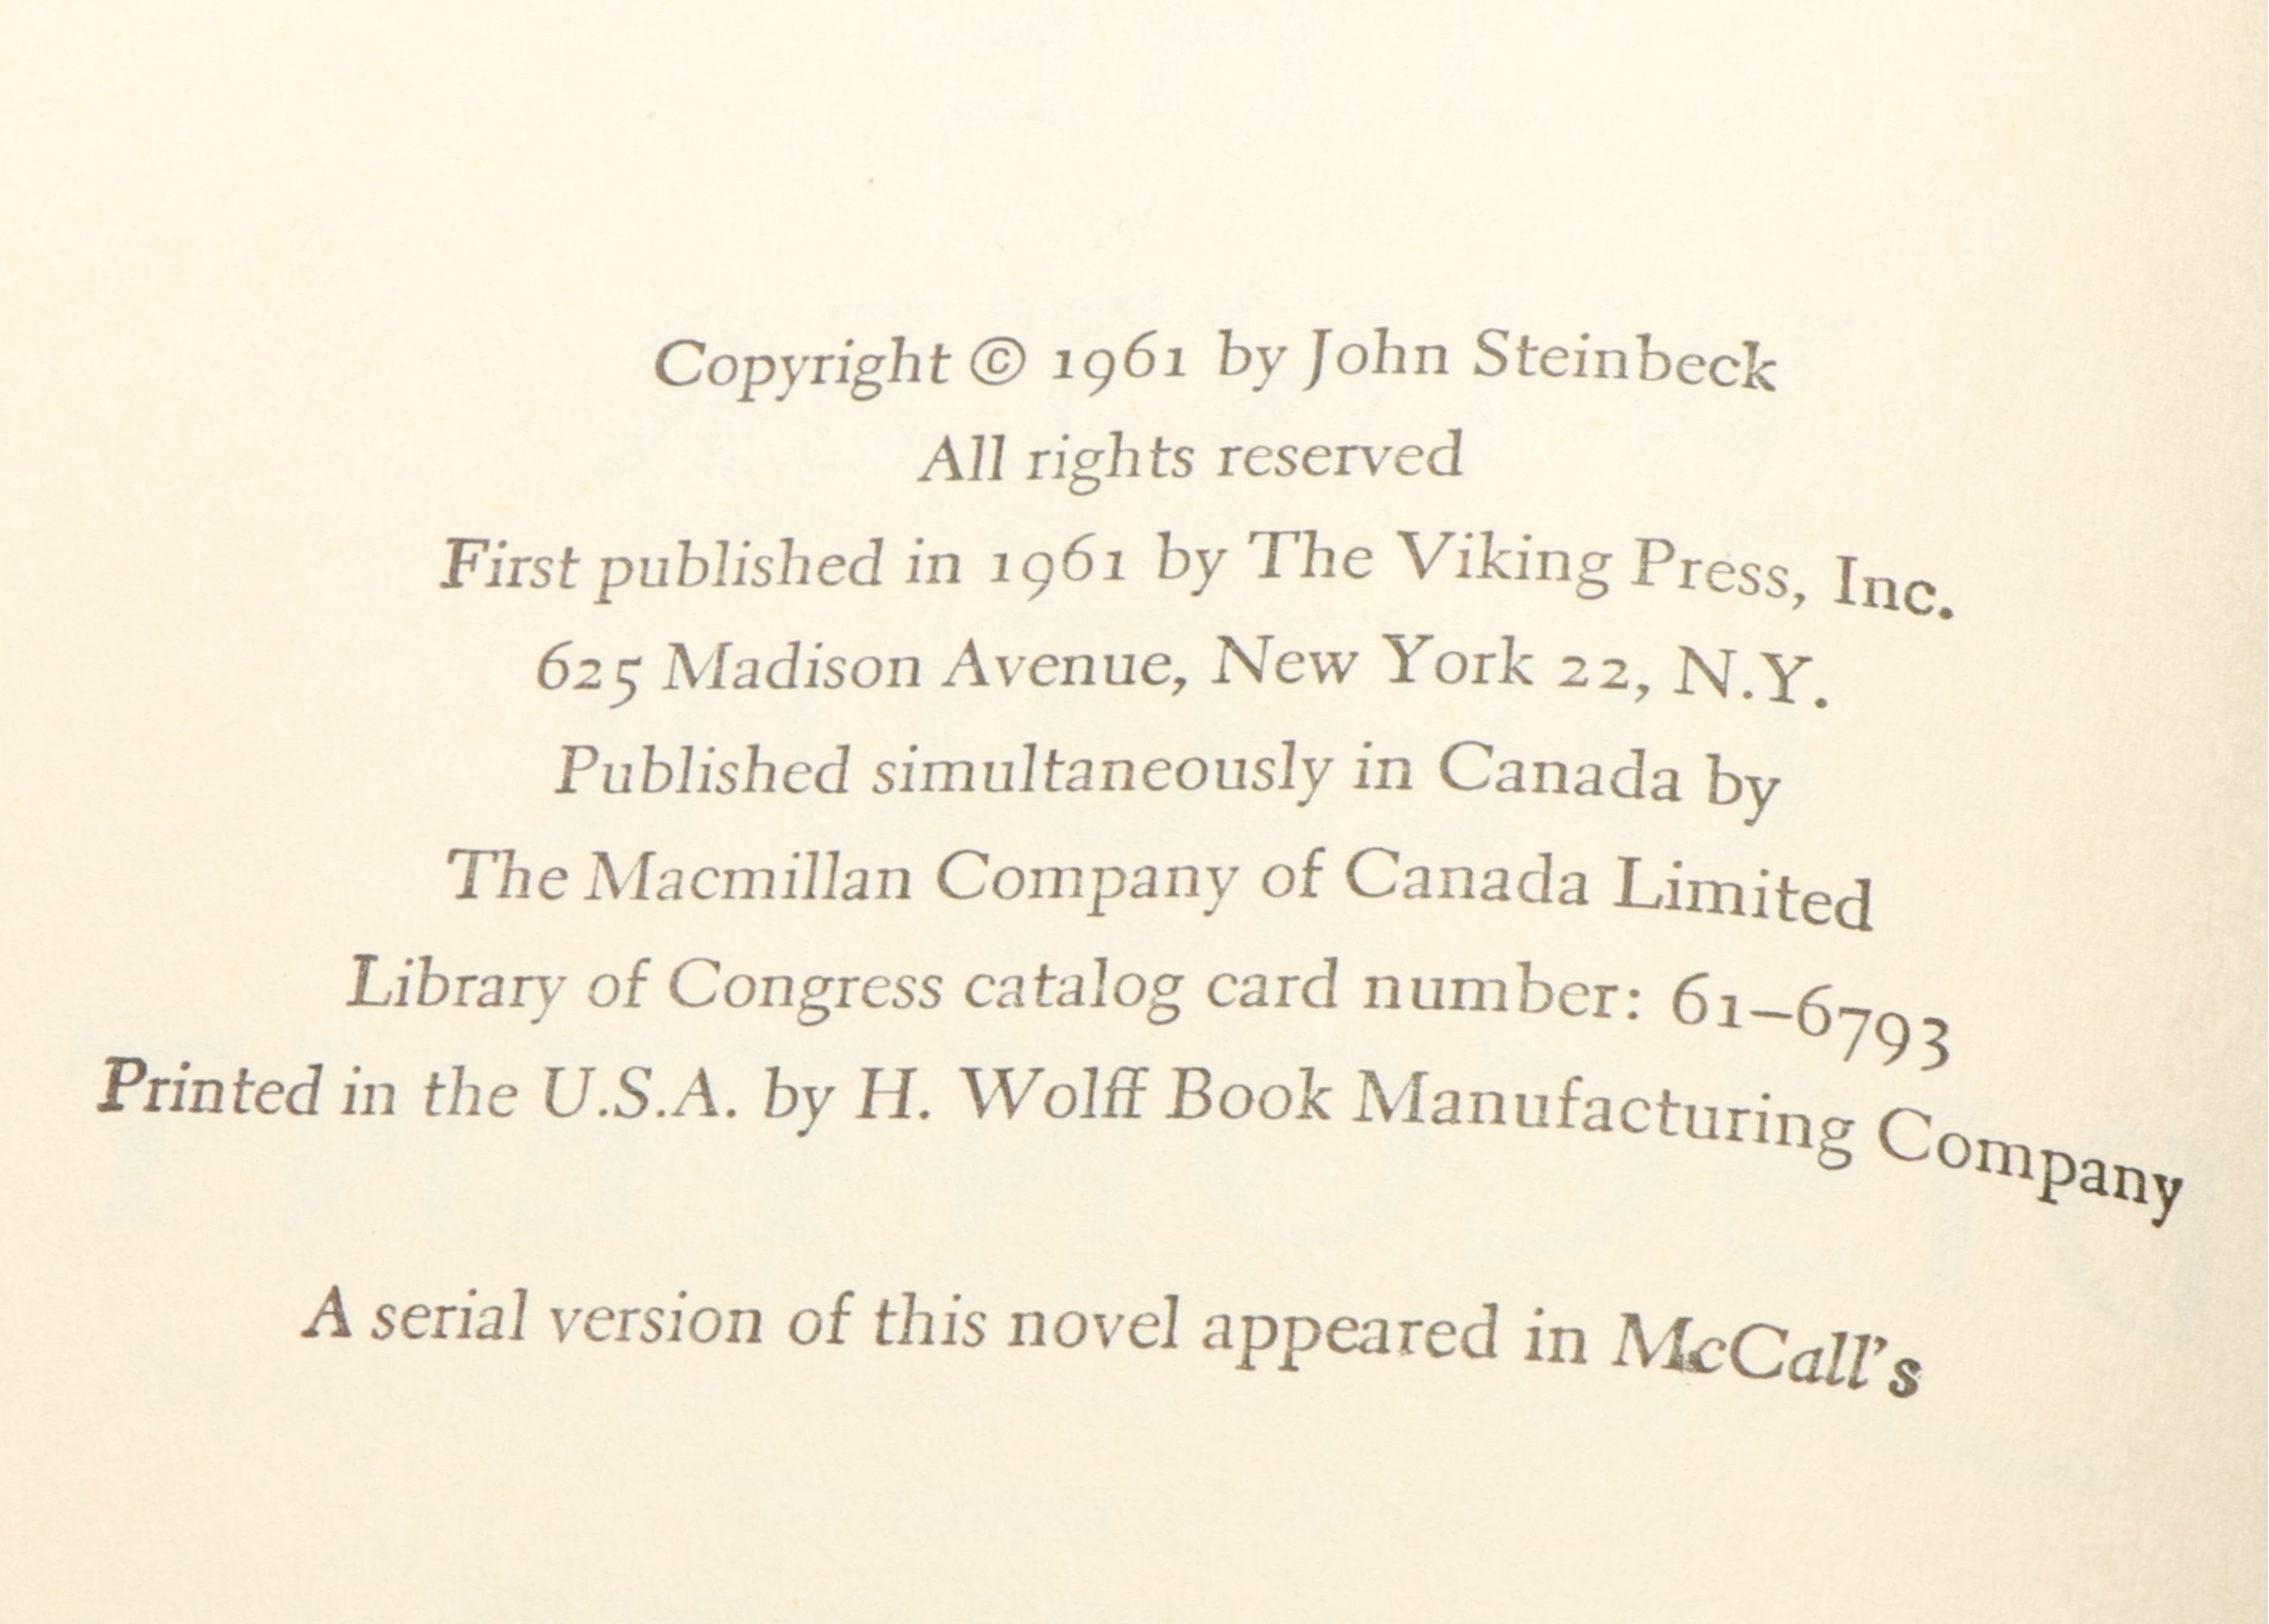 Copyright © 1961 by John Steinbeck
All rights reserved
First published in 1961 by The Viking Press, Inc.
625 Madison Avenue, New York 22, N.Y.
Published simultaneously in Canada by
The Macmillan Company of Canada Limited
Library of Congress catalog card number: 61–6793
Printed in the U.S.A. by H. Wolff Book Manufacturing Company
A serial version of this novel appeared in McCall's